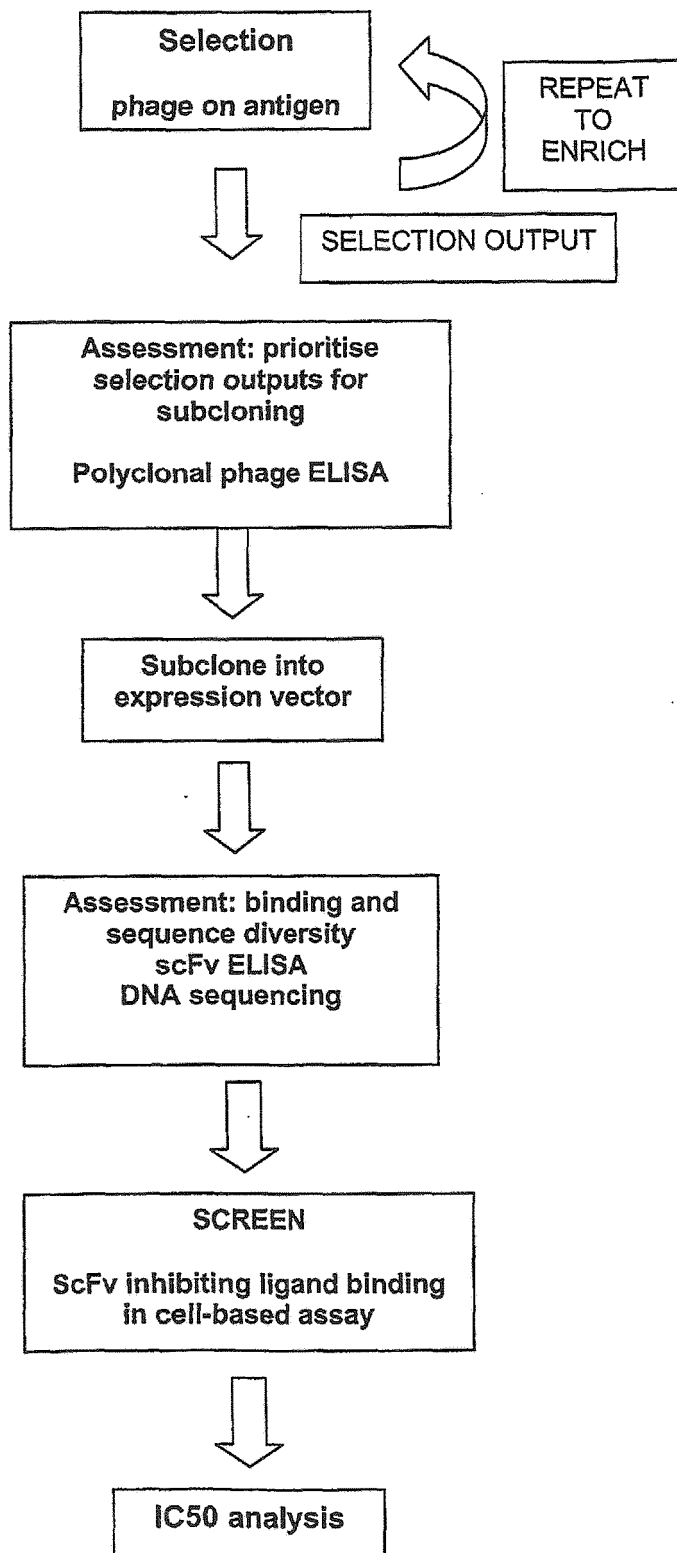 Selection
phage on antigen
REPEAT
TO
ENRICH
SELECTION OUTPUT
Assessment: prioritise
selection outputs for
subcloning
Polyclonal phage ELISA
Subclone into
expression vector
Assessment: binding and
sequence diversity
scFv ELISA
DNA sequencing
SCREEN
ScFv inhibiting ligand binding
in cell-based assay
IC50 analysis